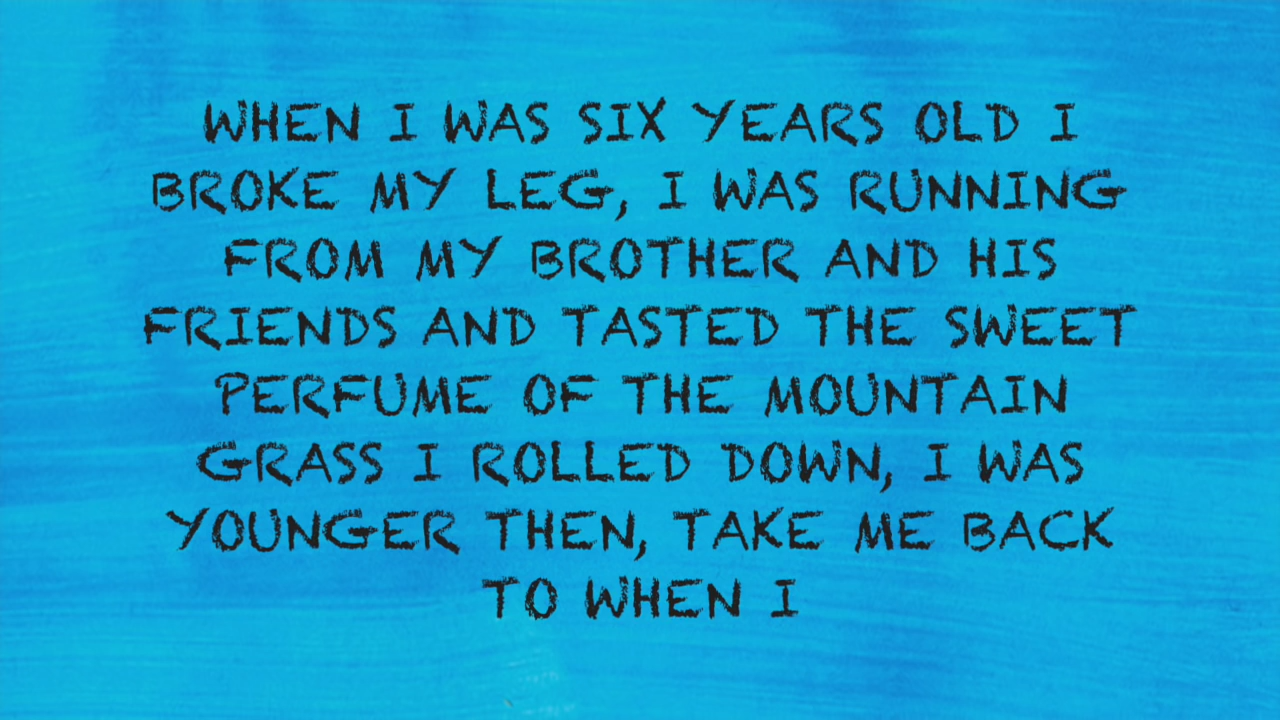 WHEN I WAS SIX YEARS OLD I
BROKE MY LEG, I WAS RUNNING
FROM MY BROTHER AND HIS
FRIENDS AND TASTED THE SWEET
PERFUME OF THE MOUNTAIN
GRASS I ROLLED DOWN, I WAS
YOUNGER THEN, TAKE ME BACK
TO WHEN I